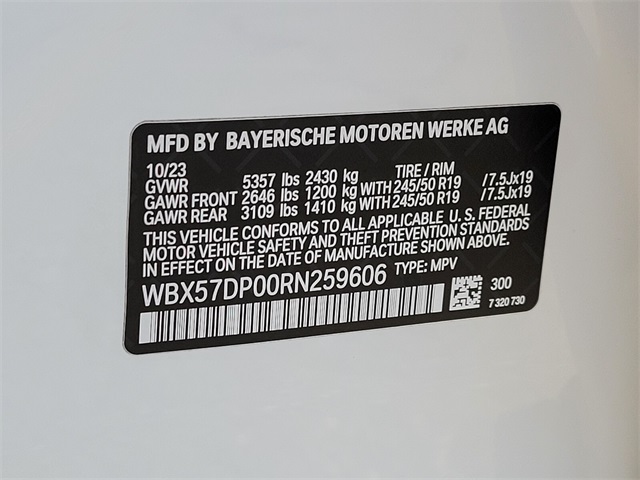 MFD BY BAYERISCHE MOTOREN WERKE AG
10/23 TIRE / RIM
GVWR 5357 lbs 2430 kg
GAWR FRONT 2646 lbs 1200 kg WITH 245/50 R19 /7.5Jx19
GAWR REAR 3109 lbs 1410 kg WITH 245/50 R19 /7.5Jx19
THIS VEHICLE CONFORMS TO ALL APPLICABLE U. S. FEDERAL
MOTOR VEHICLE SAFETY AND THEFT PREVENTION STANDARDS
IN EFFECT ON THE DATE OF MANUFACTURE SHOWN ABOVE.
WBX57DP00RN259606 TYPE: MPV
300
7 320 730